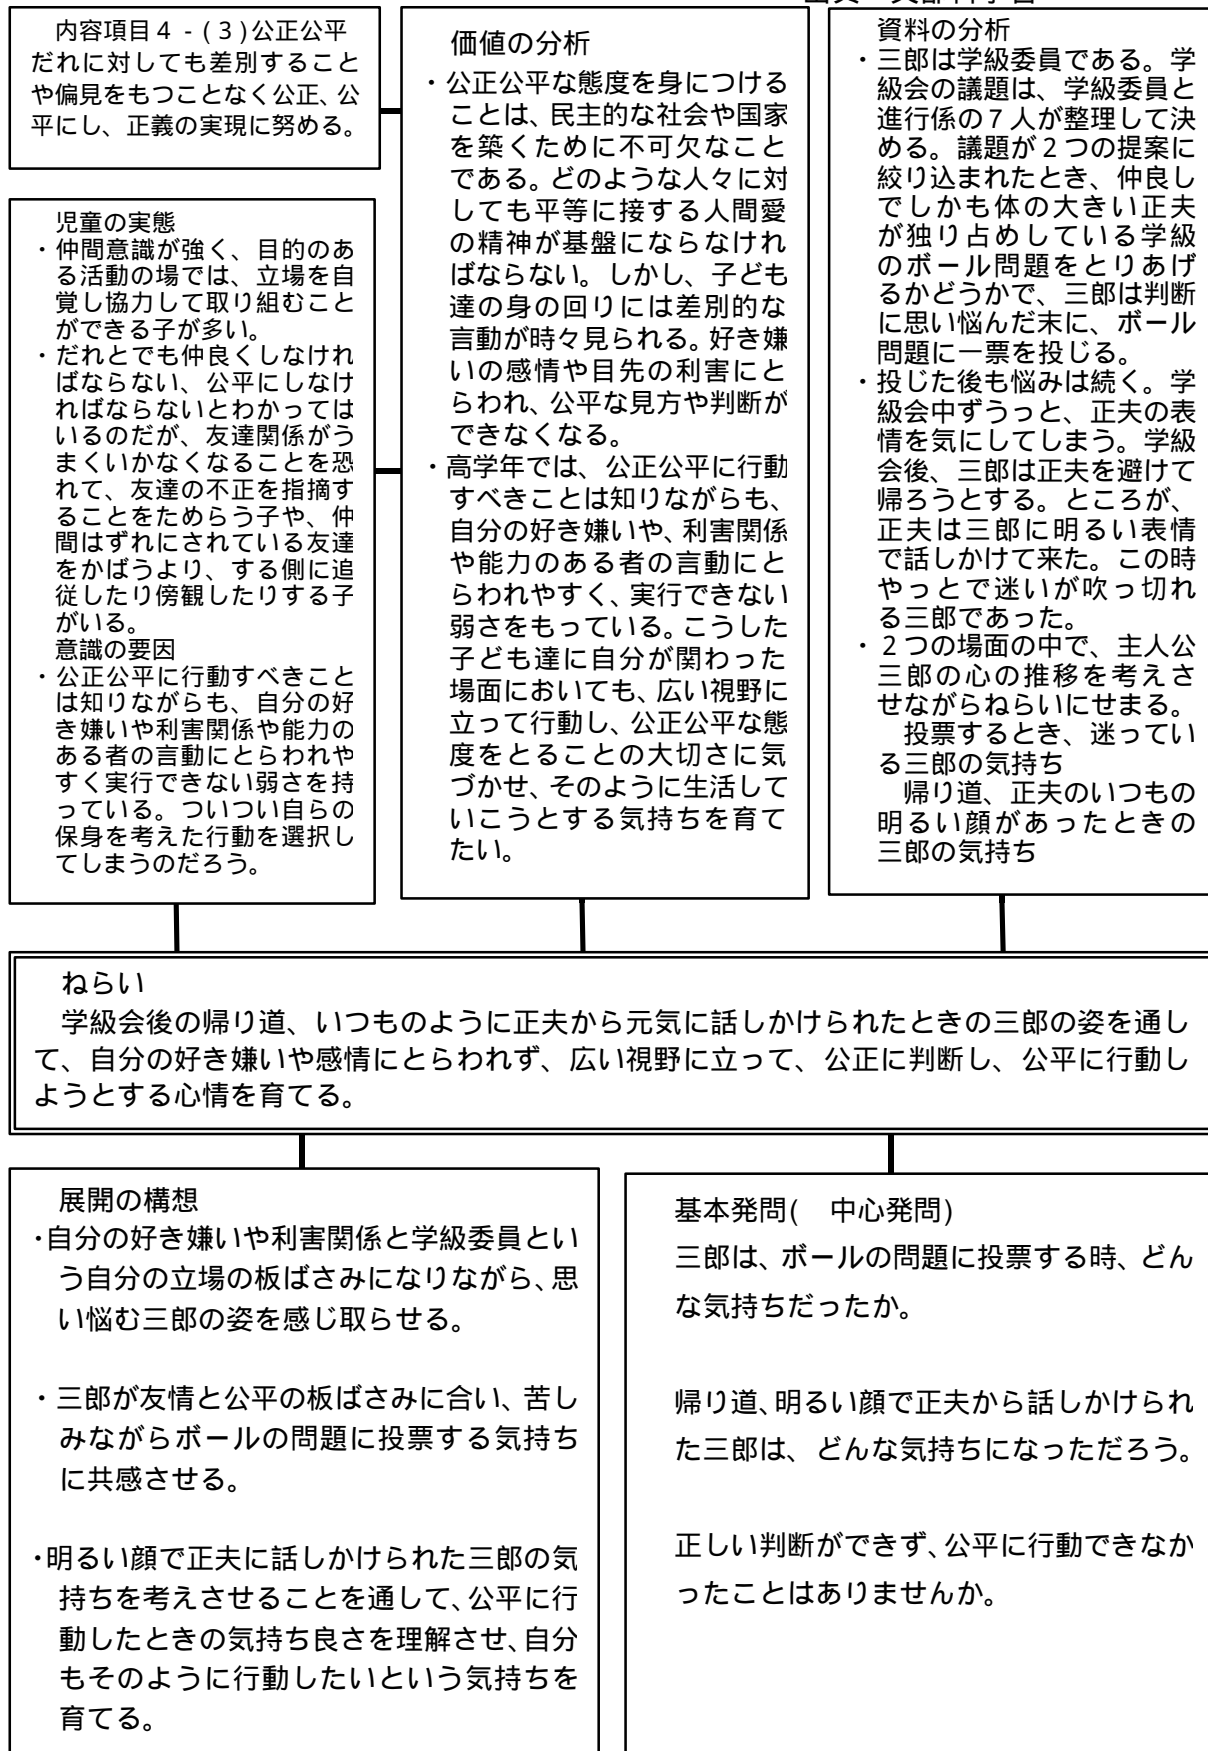 内容項目４-(３)公正公平
だれに対しても差別すること
や偏見をもつことなく公正、公
平にし、正義の実現に努める。
児童の実態
・仲間意識が強く、目的のあ
る活動の場では、立場を自
覚し協力して取り組むこと
ができる子が多い。
・だれとでも仲良くしなけれ
ばならない、公平にしなけ
ればならないとわかっては
いるのだが、友達関係がう
まくいかなくなることを恐
れて、友達の不正を指摘す
ることをためらう子や、仲
間はずれにされている友達
をかばうより、する側に追
従したり傍観したりする子
がいる。
意識の要因
・公正公平に行動すべきこと
は知りながらも、自分の好
き嫌いや利害関係や能力の
ある者の言動にとらわれや
すく実行できない弱さを持
っている。ついつい自らの
保身を考えた行動を選択し
てしまうのだろう。
価値の分析
・公正公平な態度を身につける
ことは、民主的な社会や国家
を築くために不可欠なこと
である。どのような人々に対
しても平等に接する人間愛
の精神が基盤にならなけれ
ばならない。しかし、子ども
達の身の回りには差別的な
言動が時々見られる。好き嫌
いの感情や目先の利害にと
らわれ、公平な見方や判断が
できなくなる。
・高学年では、公正公平に行動
すべきことは知りながらも、
自分の好き嫌いや、利害関係
や能力のある者の言動にと
らわれやすく、実行できない
弱さをもっている。こうした
子ども達に自分が関わった
場面においても、広い視野に
立って行動し、公正公平な態
度をとることの大切さに気
づかせ、そのように生活して
いこうとする気持ちを育て
たい。
資料の分析
・三郎は学級委員である。学
級会の議題は、学級委員と
進行係の７人が整理して決
める。議題が２つの提案に
絞り込まれたとき、仲良し
でしかも体の大きい正夫
が独り占めしている学級
のボール問題をとりあげ
るかどうかで、三郎は判断
に思い悩んだ末に、ボール
問題に一票を投じる。
・投じた後も悩みは続く。学
級会中ずうっと、正夫の表
情を気にしてしまう。学級
会後、三郎は正夫を避けて
帰ろうとする。ところが、
正夫は三郎に明るい表情
で話しかけて来た。この時
やっとで迷いが吹っ切れ
る三郎であった。
・２つの場面の中で、主人公
三郎の心の推移を考えさ
せながらねらいにせまる。
投票するとき、迷ってい
る三郎の気持ち
帰り道、正夫のいつもの
明るい顔があったときの
三郎の気持ち
ねらい
学級会後の帰り道、いつものように正夫から元気に話しかけられたときの三郎の姿を通し
て、自分の好き嫌いや感情にとらわれず、広い視野に立って、公正に判断し、公平に行動し
ようとする心情を育てる。
展開の構想
・自分の好き嫌いや利害関係と学級委員とい
う自分の立場の板ばさみになりながら、思
い悩む三郎の姿を感じ取らせる。
・三郎が友情と公平の板ばさみに合い、苦し
みながらボールの問題に投票する気持ち
に共感させる。
・明るい顔で正夫に話しかけられた三郎の気
持ちを考えさせることを通して、公平に行
動したときの気持ち良さを理解させ、自分
もそのように行動したいという気持ちを
育てる。
基本発問(　中心発問)
三郎は、ボールの問題に投票する時、どん
な気持ちだったか。
帰り道、明るい顔で正夫から話しかけられ
た三郎は、どんな気持ちになっただろう。
正しい判断ができず、公平に行動できなか
ったことはありませんか。